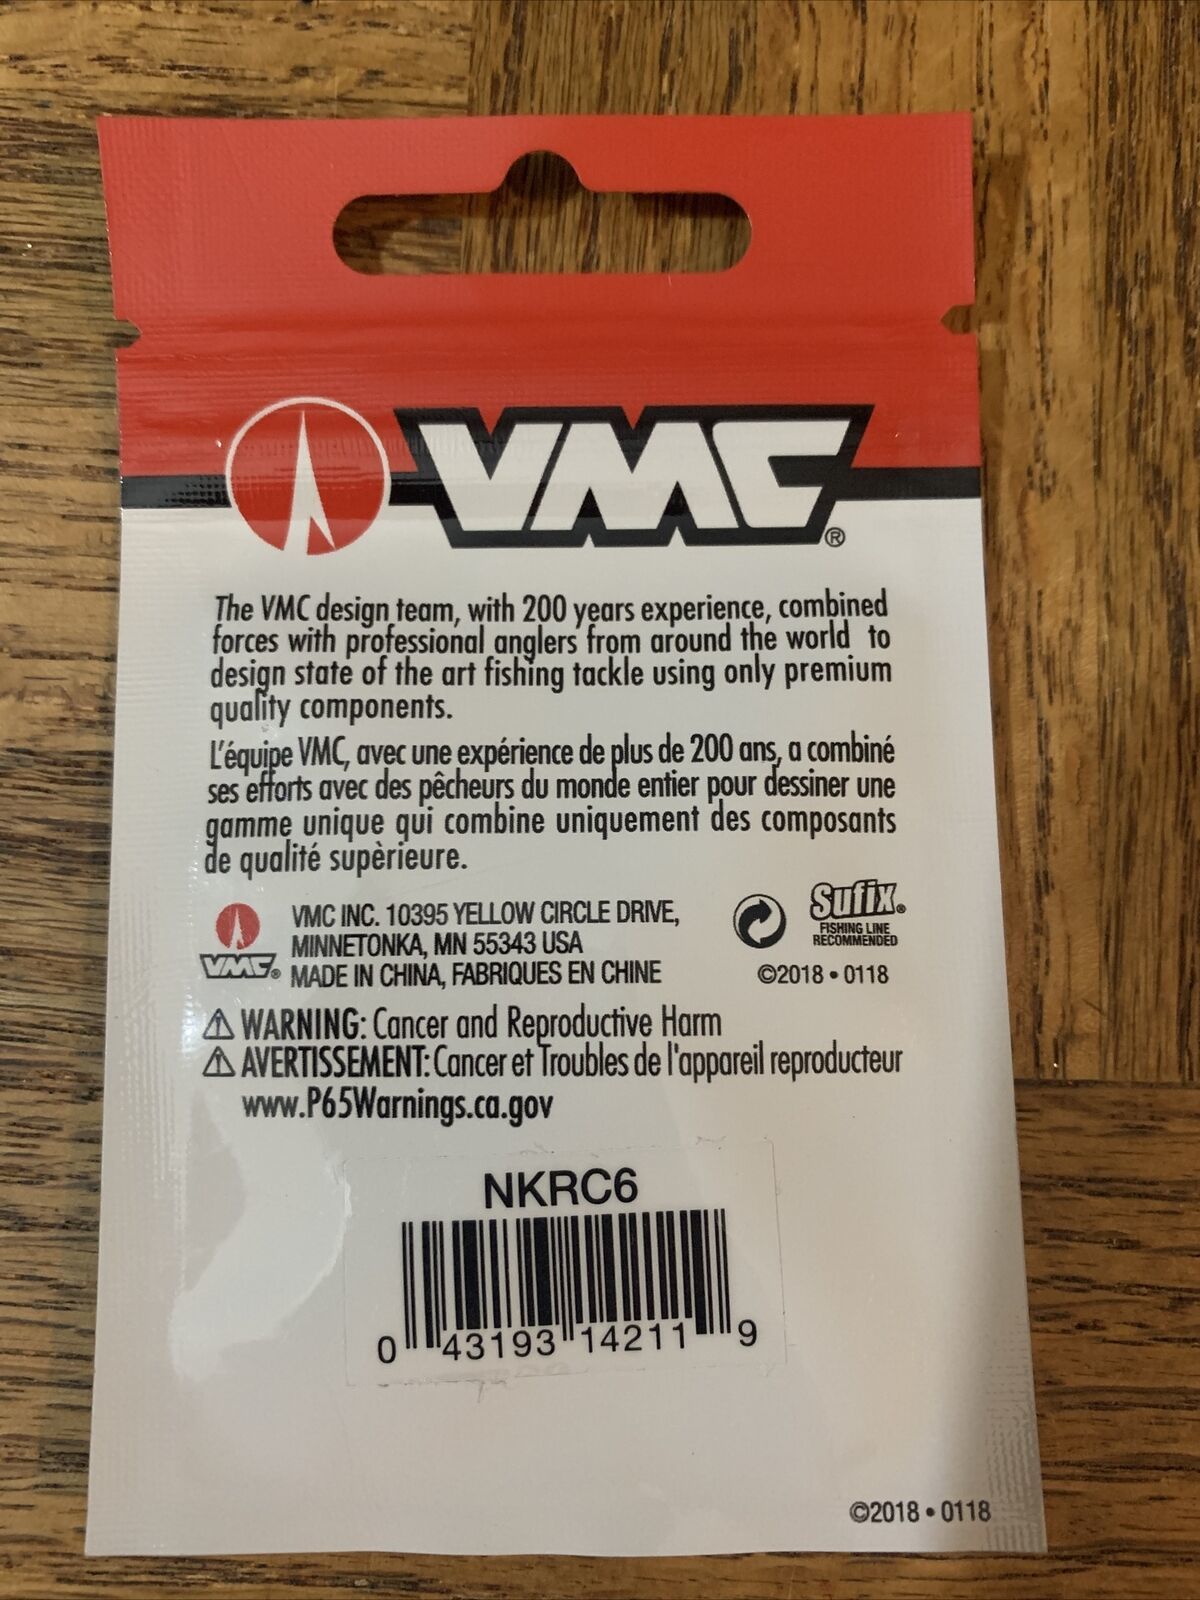 VMC®
The VMC design team, with 200 years experience, combined
forces with professional anglers from around the world to
design state of the art fishing tackle using only premium
quality components.
L'équipe VMC, avec une expérience de plus de 200 ans, a combiné
ses efforts avec des pêcheurs du monde entier pour dessiner une
gamme unique qui combine uniquement des composants
de qualité supèrieure.
VMC®
VMC INC. 10395 YELLOW CIRCLE DRIVE,
MINNETONKA, MN 55343 USA
MADE IN CHINA, FABRIQUES EN CHINE
Sufix®
FISHING LINE
RECOMMENDED
©2018 • 0118
⚠ WARNING: Cancer and Reproductive Harm
⚠ AVERTISSEMENT: Cancer et Troubles de l'appareil reproducteur
www.P65Warnings.ca.gov
NKRC6
0 43193 14211 9
©2018 • 0118